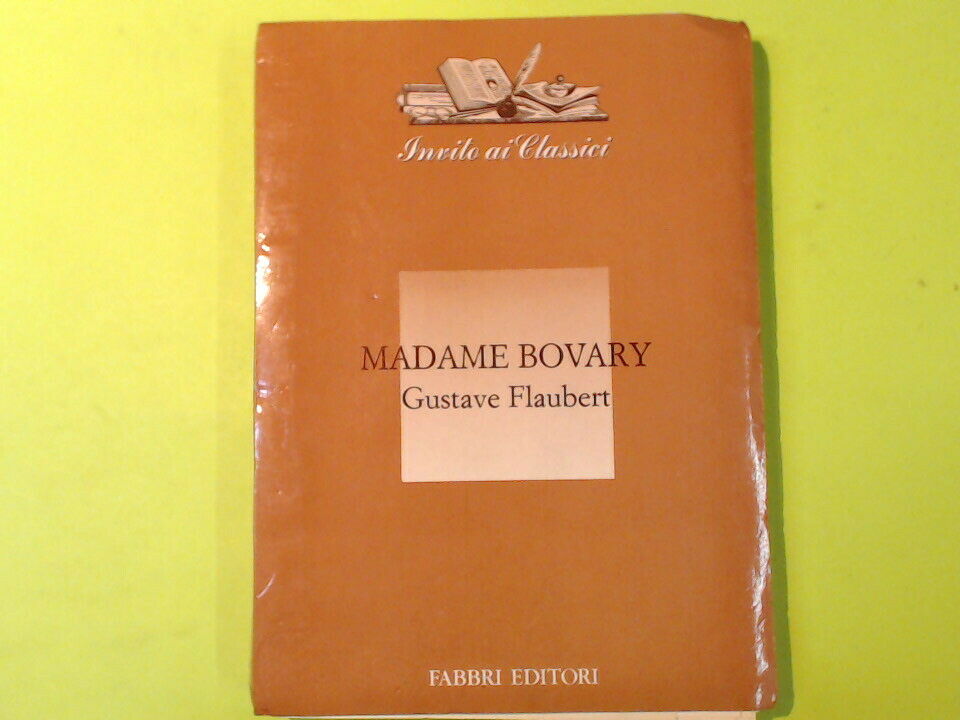 Invito ai Classici
MADAME BOVARY
Gustave Flaubert
FABBRI EDITORI